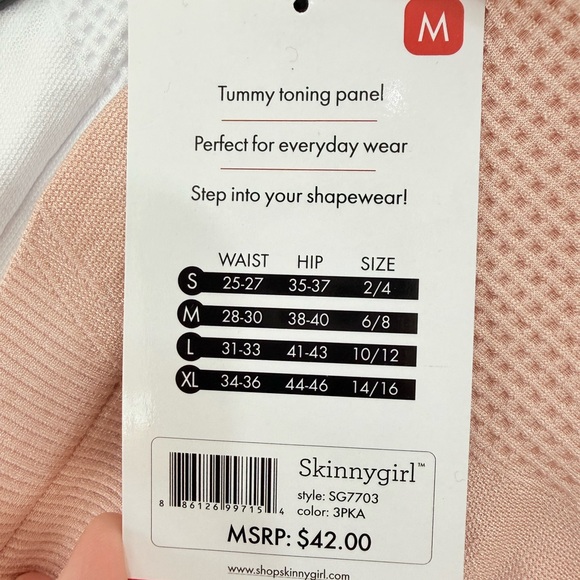 M
Tummy toning panel
Perfect for everyday wear
Step into your shapewear!
WAIST HIP SIZE
S 25-27 35-37 2/4
M 28-30 38-40 6/8
L 31-33 41-43 10/12
XL 34-36 44-46 14/16
Skinnygirl™
style: SG7703
color: 3PKA
8 86126 99715 4
MSRP: $42.00
www.shopskinnygirl.com